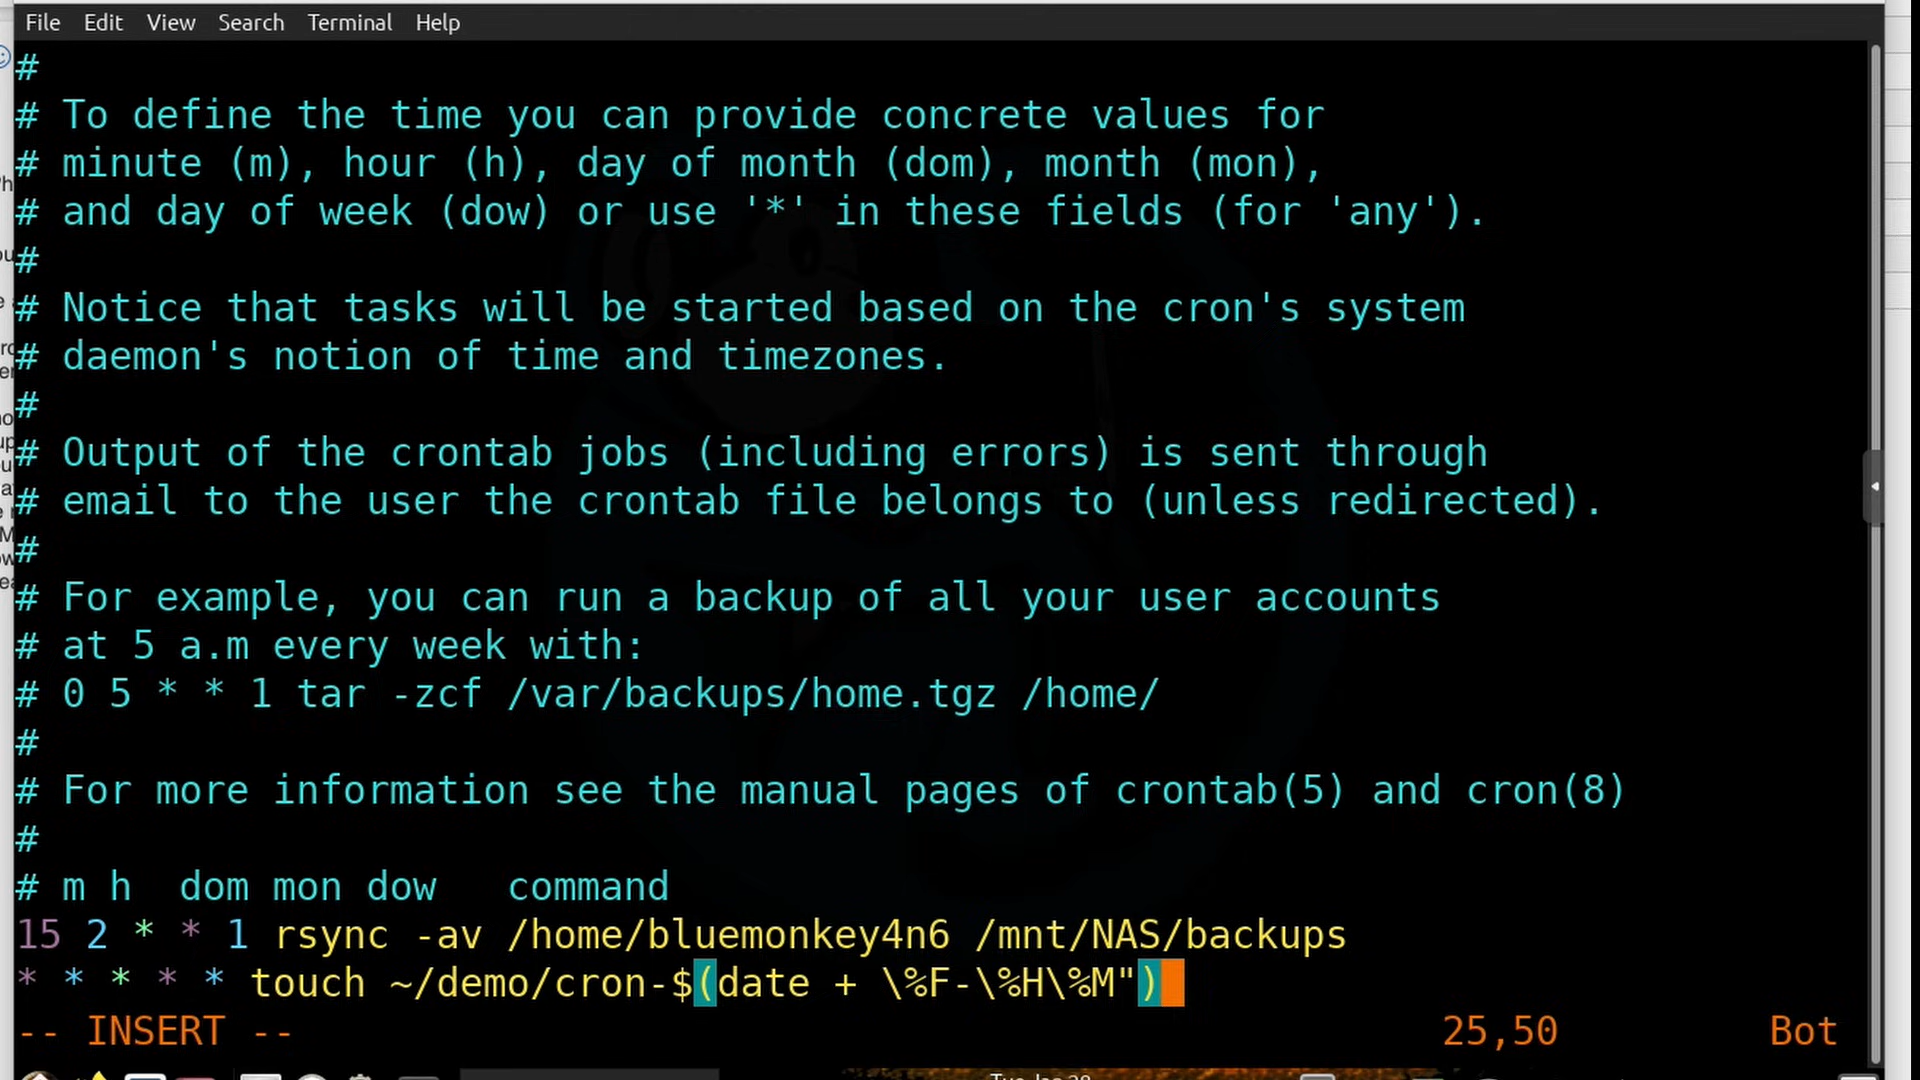 File Edit View Search Terminal Help
#
# To define the time you can provide concrete values for
# minute (m), hour (h), day of month (dom), month (mon),
# and day of week (dow) or use '*' in these fields (for 'any').
#
# Notice that tasks will be started based on the cron's system
# daemon's notion of time and timezones.
#
# Output of the crontab jobs (including errors) is sent through
# email to the user the crontab file belongs to (unless redirected).
#
# For example, you can run a backup of all your user accounts
# at 5 a.m every week with:
# 0 5 * * 1 tar -zcf /var/backups/home.tgz /home/
#
# For more information see the manual pages of crontab(5) and cron(8)
#
# m h  dom mon dow   command
15 2 * * 1 rsync -av /home/bluemonkey4n6 /mnt/NAS/backups
* * * * * touch ~/demo/cron-$(date + \%F-\%H\%M")
-- INSERT -- 25,50 Bot